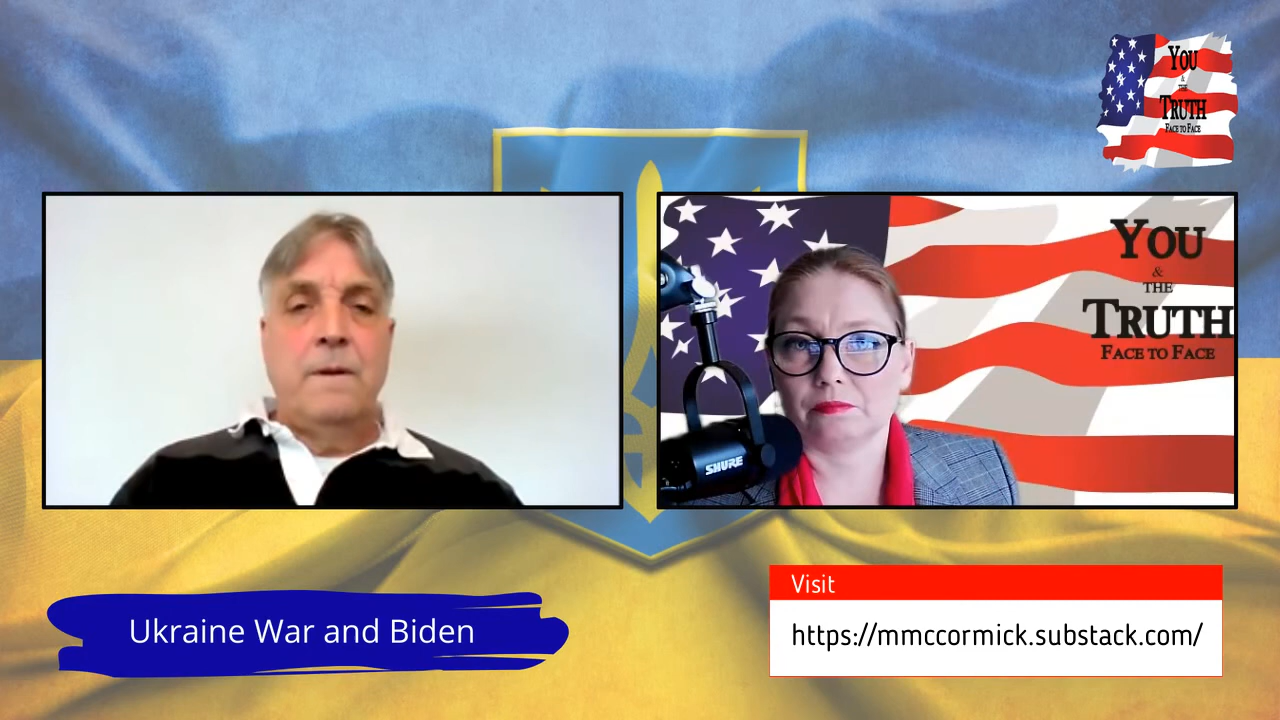 You
&
THE
Truth
Face to Face
You
&
THE
Truth
Face to Face
SHURE
Ukraine War and Biden
Visit
https://mmccormick.substack.com/